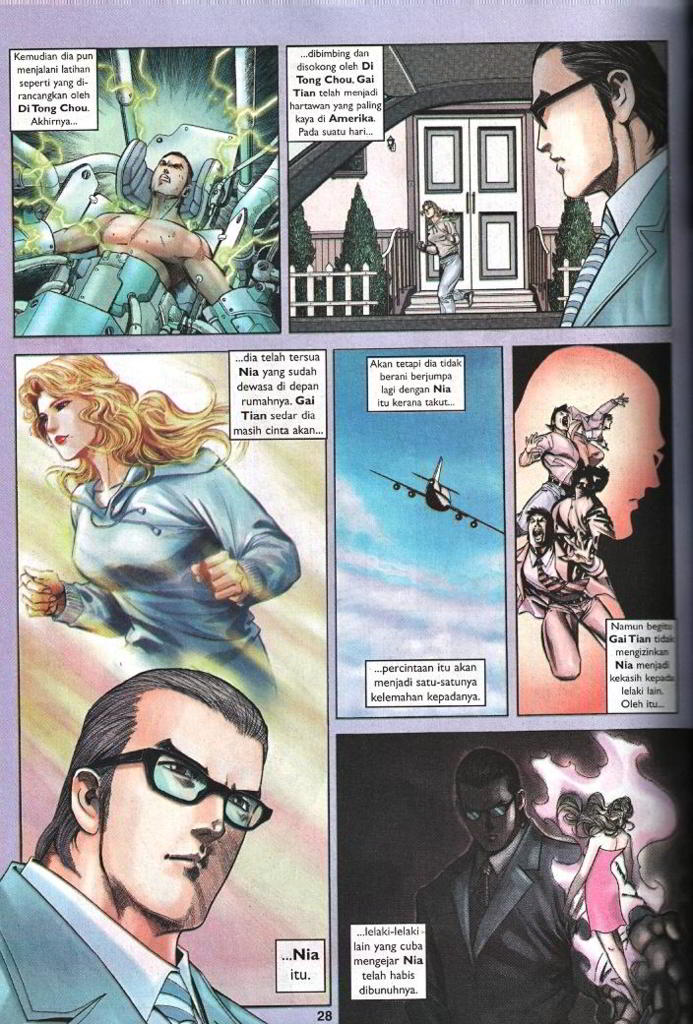 Kemudian dia pun
menjalani latihan
seperti yang di-
rancangkan oleh
Di Tong Chou.
Akhirnya...
...dibimbing dan
disokong oleh Di
Tong Chou, Gai
Tian telah menjadi
hartawan yang paling
kaya di Amerika.
Pada suatu hari...
...dia telah tersua
Nia yang sudah
dewasa di depan
rumahnya. Gai
Tian sedar dia
masih cinta akan...
...Nia
itu.
Akan tetapi dia tidak
berani berjumpa
lagi dengan Nia
itu kerana takut...
...percintaan itu akan
menjadi satu-satunya
kelemahan kepadanya.
Namun begitu
Gai Tian tidak
mengizinkan
Nia menjadi
kekasih kepada
lelaki lain.
Oleh itu...
...lelaki-lelaki
lain yang cuba
mengejar Nia
telah habis
dibunuhnya.
28